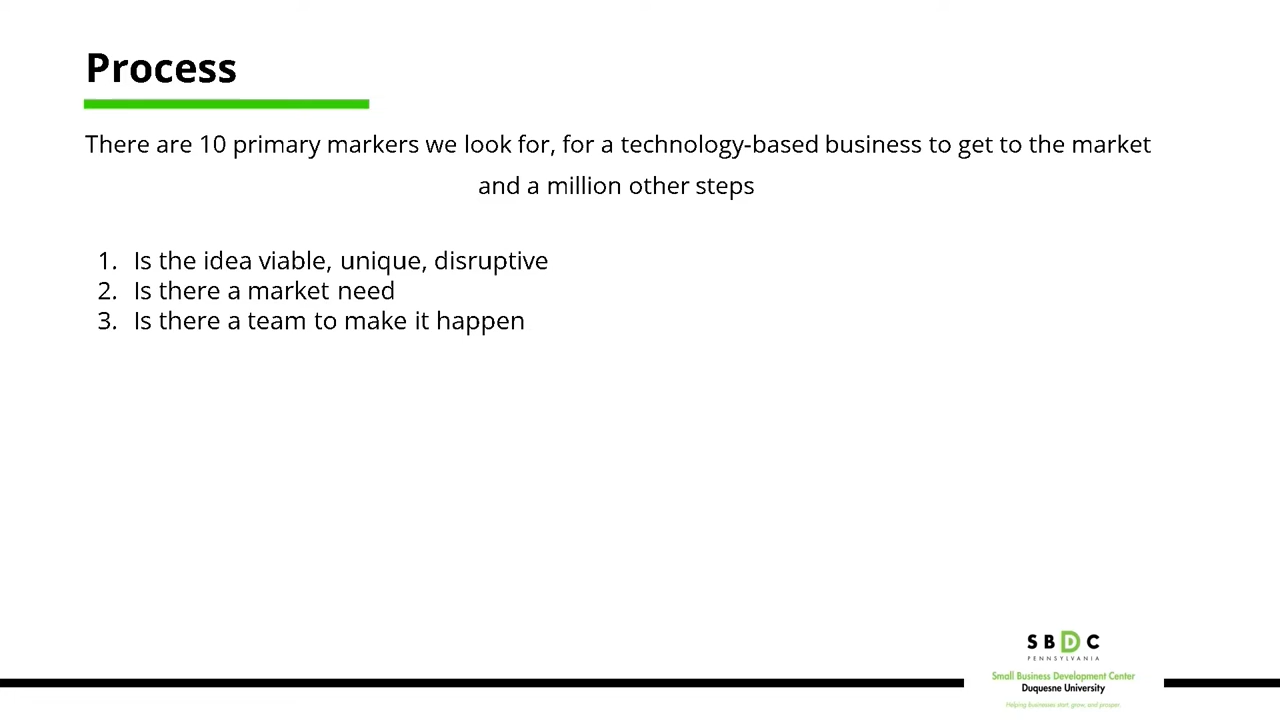 Process
There are 10 primary markers we look for, for a technology-based business to get to the market
and a million other steps
1. Is the idea viable, unique, disruptive
2. Is there a market need
3. Is there a team to make it happen
SBDC
PENNSYLVANIA
Small Business Development Center
Duquesne University
Helping businesses start, grow, and prosper.